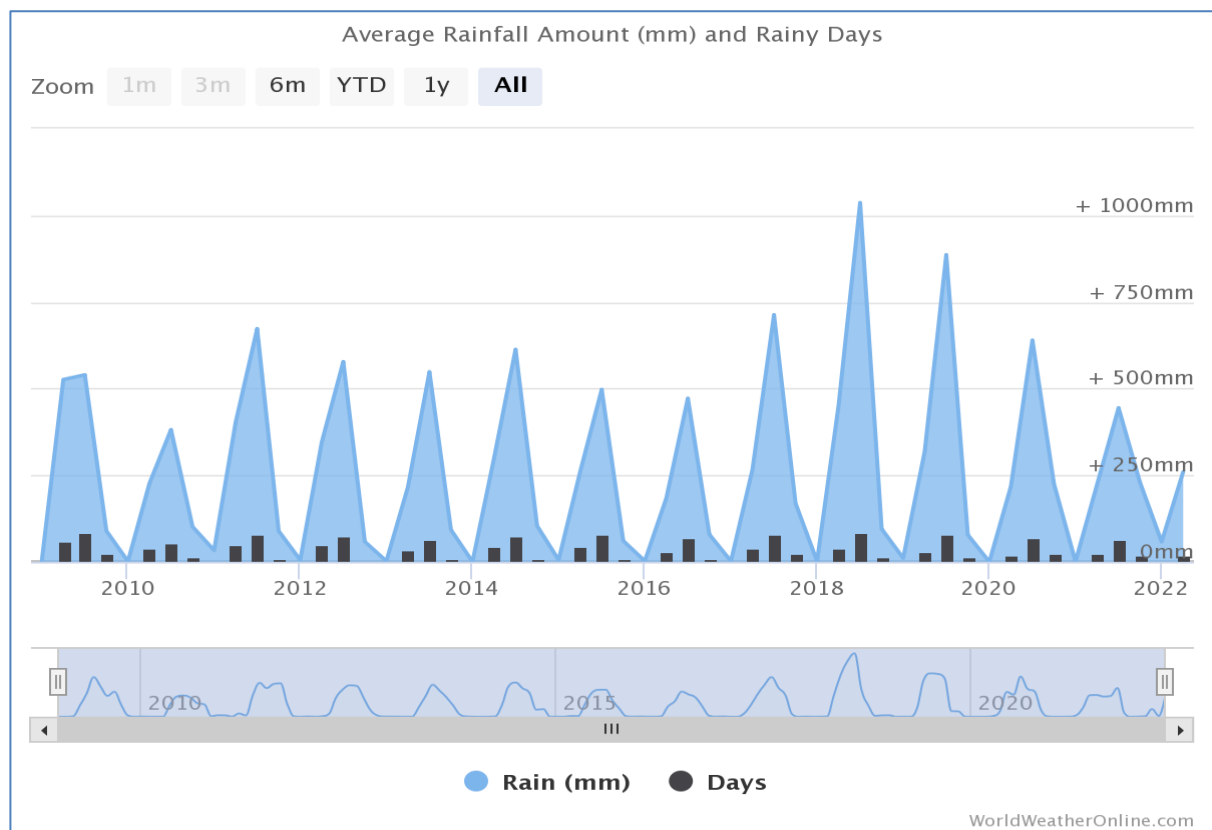 Average Rainfall Amount (mm) and Rainy Days
Zoom 1m 3m 6m YTD 1y All
+ 1000mm
+ 750mm
+ 500mm
+ 250mm
0mm
2010 2012 2014 2016 2018 2020 2022
2010 2015 2020
Rain (mm) Days
WorldWeatherOnline.com